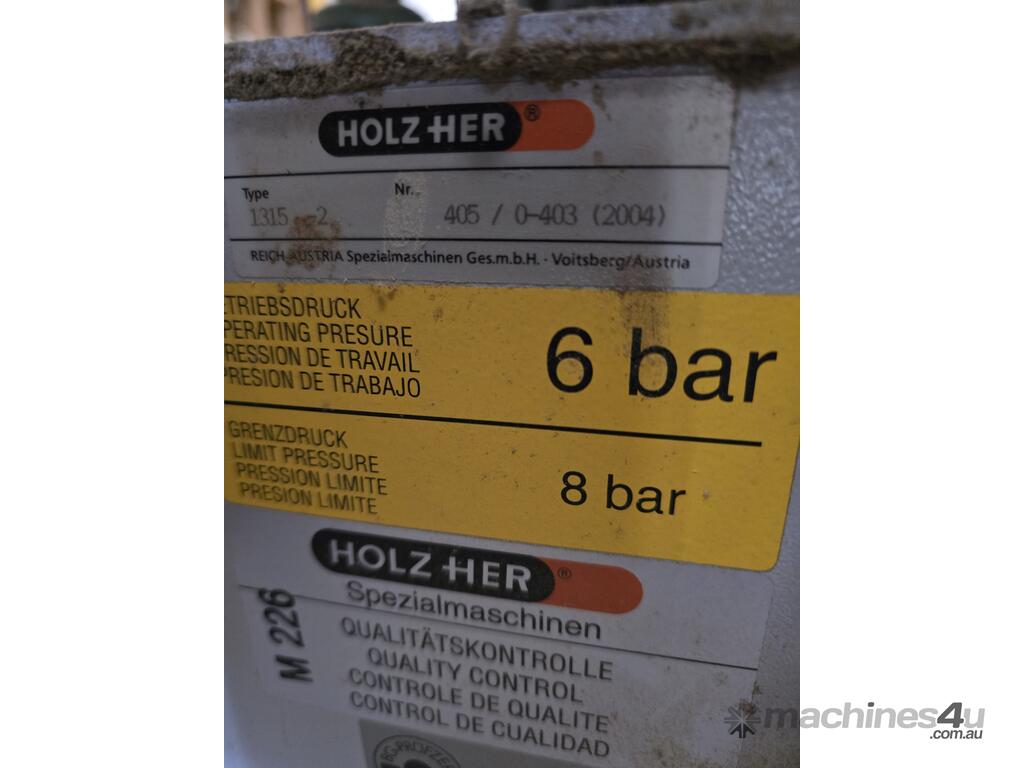 HOLZ-HER®
Type Nr.
1315 -2 405 / 0-403 (2004)
REICH AUSTRIA Spezialmaschinen Ges.m.b.H. · Voitsberg/Austria
ETRIEBSDRUCK
PERATING PRESURE
RESSION DE TRAVAIL
PRESION DE TRABAJO
6 bar
GRENZDRUCK
LIMIT PRESSURE
PRESSION LIMITE
PRESION LIMITE
8 bar
HOLZ-HER®
Spezialmaschinen
M 226
QUALITÄTSKONTROLLE
QUALITY CONTROL
CONTROLE DE QUALITE
CONTROL DE CUALIDAD
machines4u
.com.au